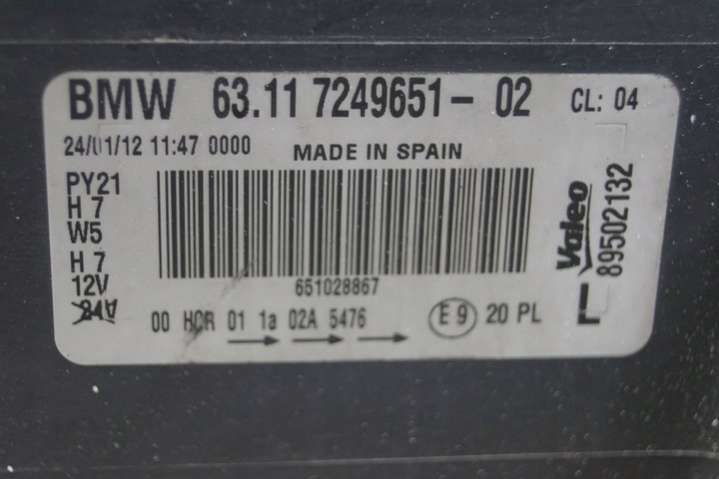 BMW 63.11 7249651-02 CL: 04
24/01/12 11:47 0000
MADE IN SPAIN
PY21
H 7
W5
H 7
12V
24V
651028867
00 HCR 01 1a 02A 5476
E9 20 PL
Valeo
89502132
L